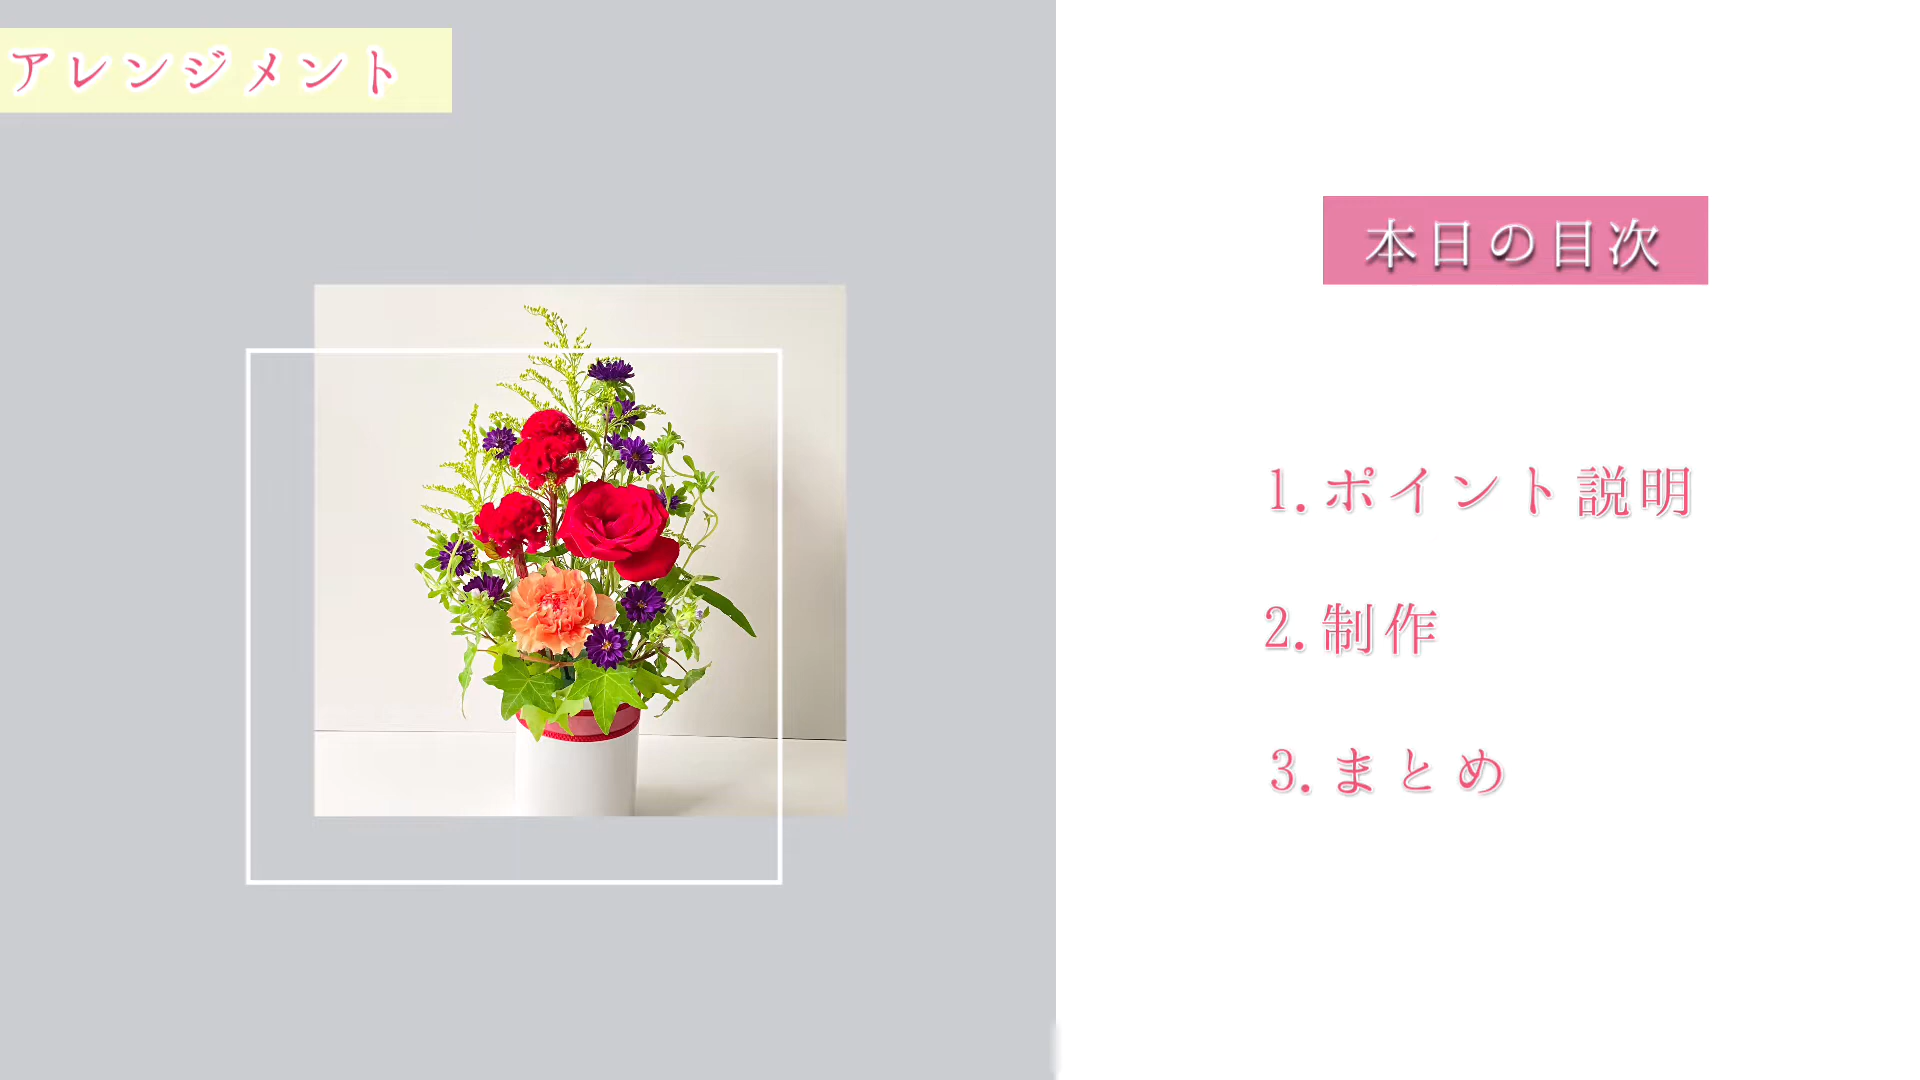 アレンジメント
本日の目次
1.ポイント説明
2.制作
3.まとめ